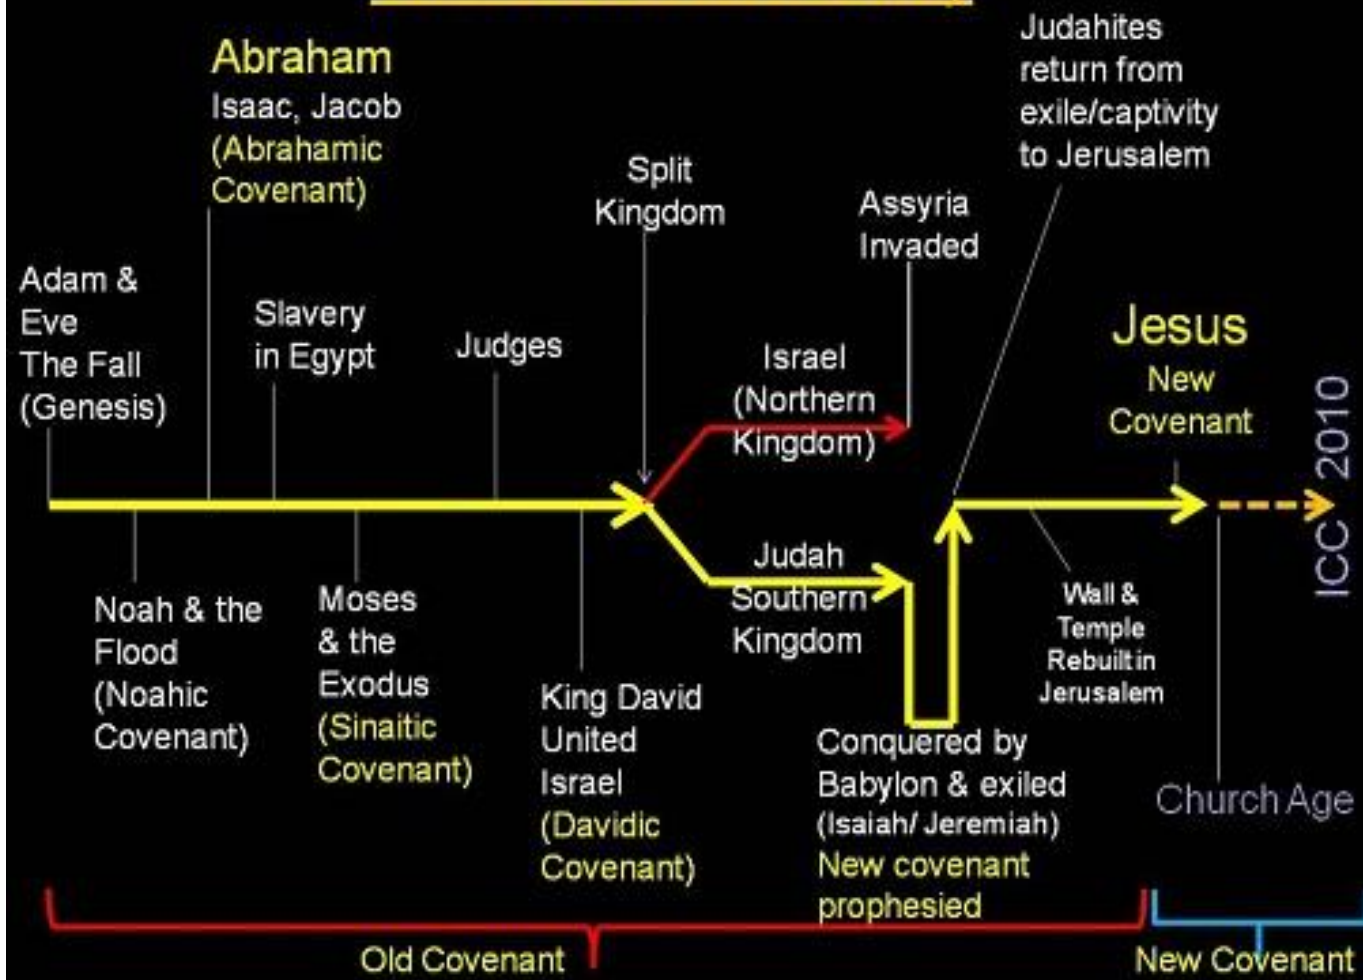 Abraham
Isaac, Jacob
(Abrahamic
Covenant)
Judahites
return from
exile/captivity
to Jerusalem
Split
Kingdom
Assyria
Invaded
Adam &
Eve
The Fall
(Genesis)
Slavery
in Egypt
Judges
Israel
(Northern
Kingdom)
Jesus
New
Covenant
ICC 2010
Noah & the
Flood
(Noahic
Covenant)
Moses
& the
Exodus
(Sinaitic
Covenant)
King David
United
Israel
(Davidic
Covenant)
Judah
Southern
Kingdom
Conquered by
Babylon & exiled
(Isaiah/ Jeremiah)
New covenant
prophesied
Wall &
Temple
Rebuilt in
Jerusalem
Church Age
Old Covenant
New Covenant